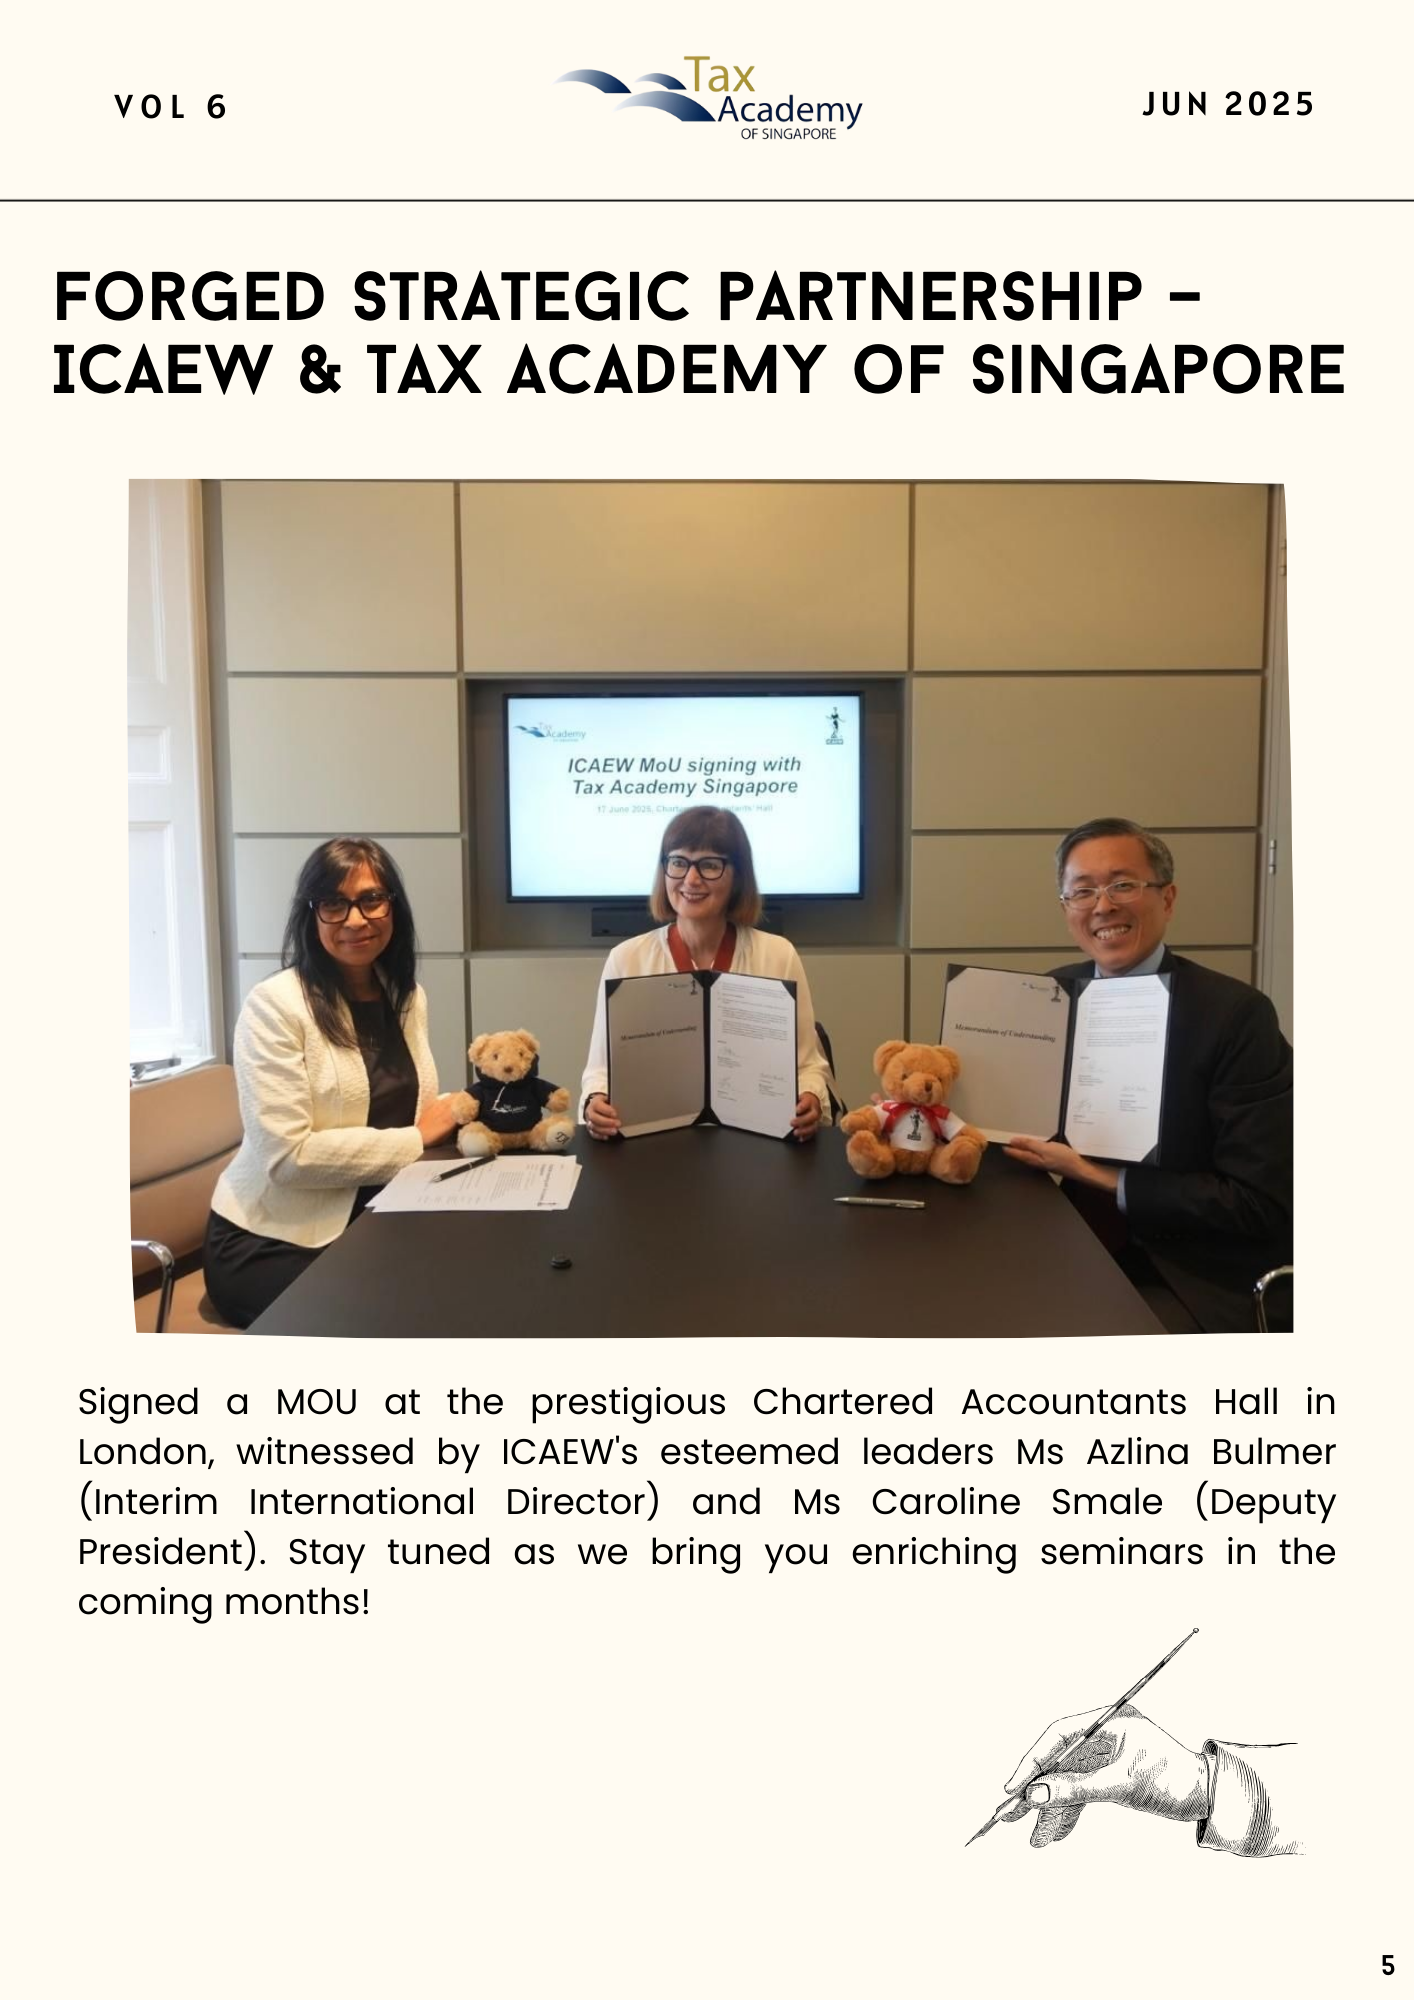 VOL 6
Tax
Academy
OF SINGAPORE
JUN 2025
FORGED STRATEGIC PARTNERSHIP –
ICAEW & TAX ACADEMY OF SINGAPORE
Tax
Academy
ICAEW MoU signing with
Tax Academy Singapore
17 June 2025, Hall
Memorandum of Understanding
Memorandum of Understanding
Signed a MOU at the prestigious Chartered Accountants Hall in
London, witnessed by ICAEW's esteemed leaders Ms Azlina Bulmer
(Interim International Director) and Ms Caroline Smale (Deputy
President). Stay tuned as we bring you enriching seminars in the
coming months!
5